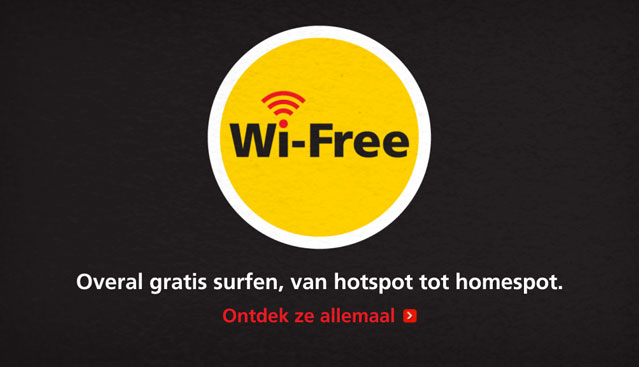 Wi-Free
Overal gratis surfen, van hotspot tot homespot.
Ontdek ze allemaal